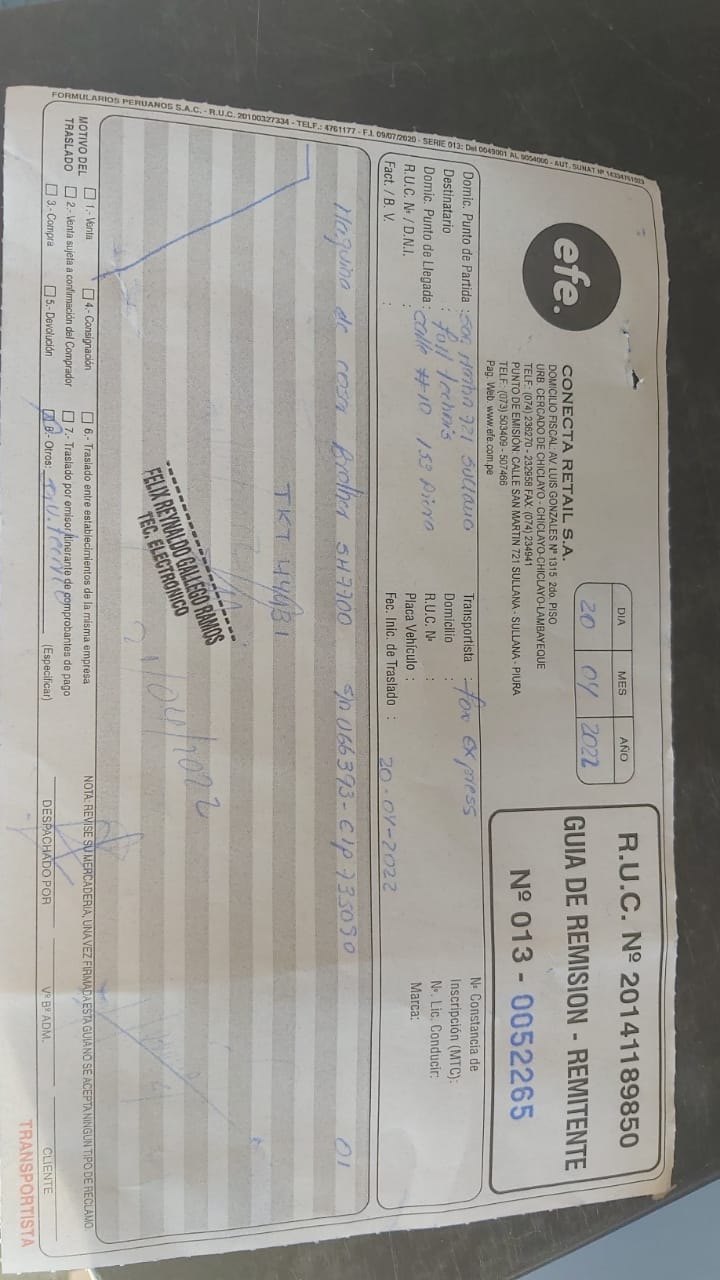 efe.
CONECTA RETAIL S.A.
DOMICILIO FISCAL: AV. LUIS GONZALES Nº 1315 2do. PISO
URB. CERCADO DE CHICLAYO - CHICLAYO-CHICLAYO-LAMBAYEQUE
TELF: (074) 236270 - 232958 FAX: (074) 234941
PUNTO DE EMISIÓN: CALLE SAN MARTIN 721 SULLANA - SULLANA - PIURA
TELF: (073) 503409 - 507466
Pag. Web: www.efe.com.pe
DIA MES AÑO
20 04 2022
R.U.C. Nº 20141189850
GUIA DE REMISION - REMITENTE
Nº 013 - 0052265
Domic. Punto de Partida : San Martin 721 Sullana
Destinatario :
Domic. Punto de Llegada : Calle #10 153 Piura
R.U.C. Nº / D.N.I. :
Fact. / B. V. :
Transportista : fox express
Domicilio :
R.U.C. Nº :
Placa Vehículo :
Fec. Inic. de Traslado : 20-04-2022
Nº Constancia de
Inscripción (MTC):
Nº. Lic. Conducir:
Marca:
Maquina de cosa Brother SH7700 S/n U66393- 01
TKT 44931
FELIX REYNALDO GALLEGO RAMOS
TEC. ELECTRONICO
21/04/2022
MOTIVO DEL
TRASLADO
1.- Venta
2.- Venta sujeta a confirmación del Comprador
3.- Compra
4.- Consignación
5.- Devolución
6.- Traslado entre establecimientos de la misma empresa
7.- Traslado por emisor itinerante de comprobantes de pago
8.- Otros:
(Especificar)
NOTA: REVISE SU MERCADERIA, UNA VEZ FIRMADA ESTA GUIA NO SE ACEPTA NINGUN TIPO DE RECLAMO
DESPACHADO POR
Vº Bº ADM.
CLIENTE
TRANSPORTISTA
FORMULARIOS PERUANOS S.A.C. - R.U.C. 20100327334 - TELF.: 4761177 - F.I. 09/07/2020 - SERIE 013: Del 0049001 AL 0054000 - AUT. SUNAT Nº